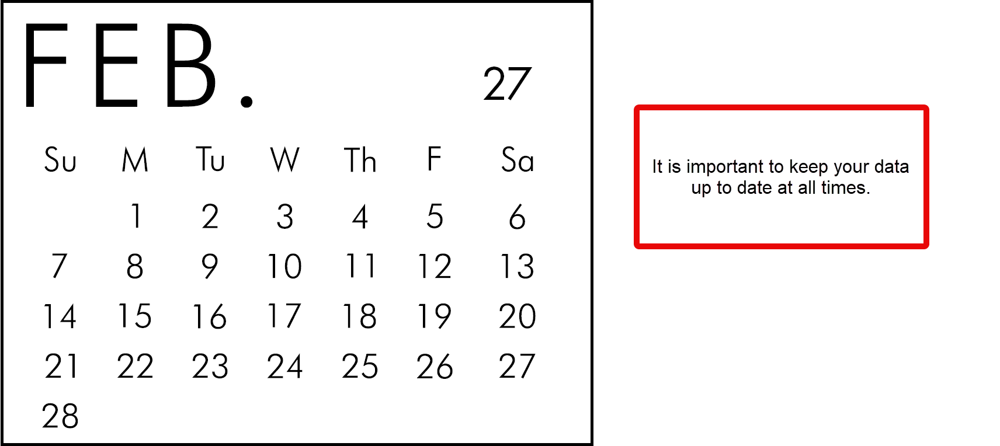 FEB. 27
Su M Tu W Th F Sa
1 2 3 4 5 6
7 8 9 10 11 12 13
14 15 16 17 18 19 20
21 22 23 24 25 26 27
28
It is important to keep your data
up to date at all times.